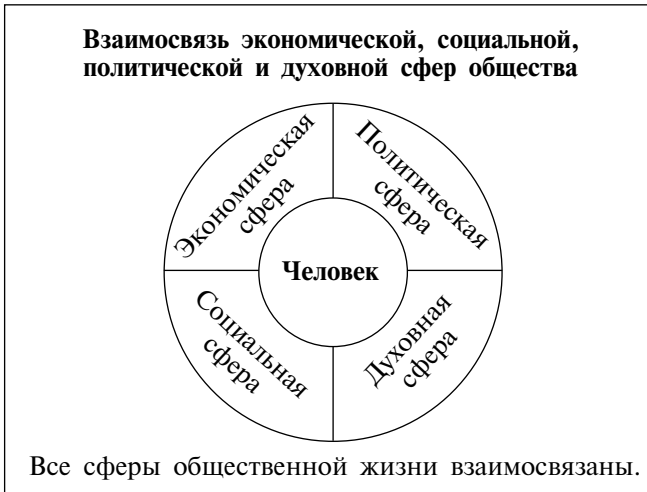 Взаимосвязь экономической, социальной,
политической и духовной сфер общества
Экономическая
сфера
Политическая
сфера
Человек
Социальная
сфера
Духовная
сфера
Все сферы общественной жизни взаимосвязаны.